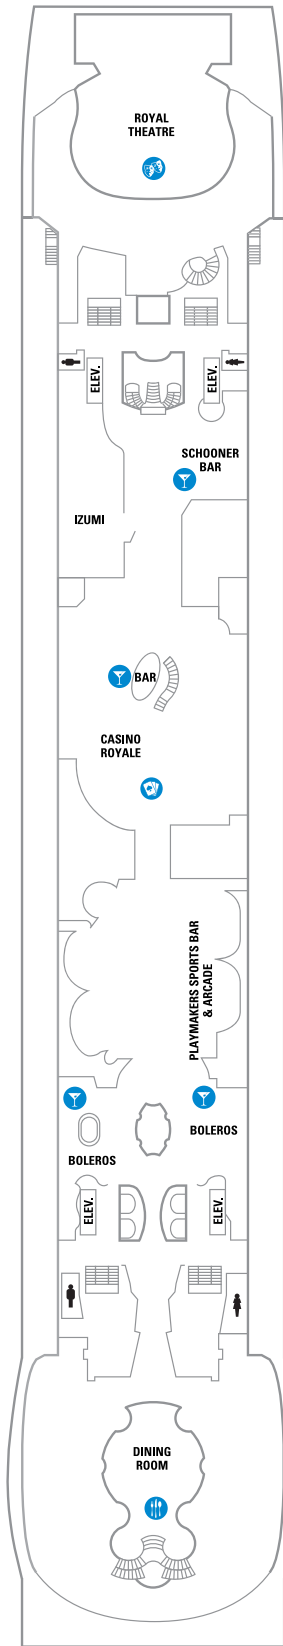 ROYAL
THEATRE
ELEV.
ELEV.
SCHOONER
BAR
IZUMI
BAR
CASINO
ROYALE
PLAYMAKERS SPORTS BAR
& ARCADE
BOLEROS
BOLEROS
ELEV.
ELEV.
DINING
ROOM